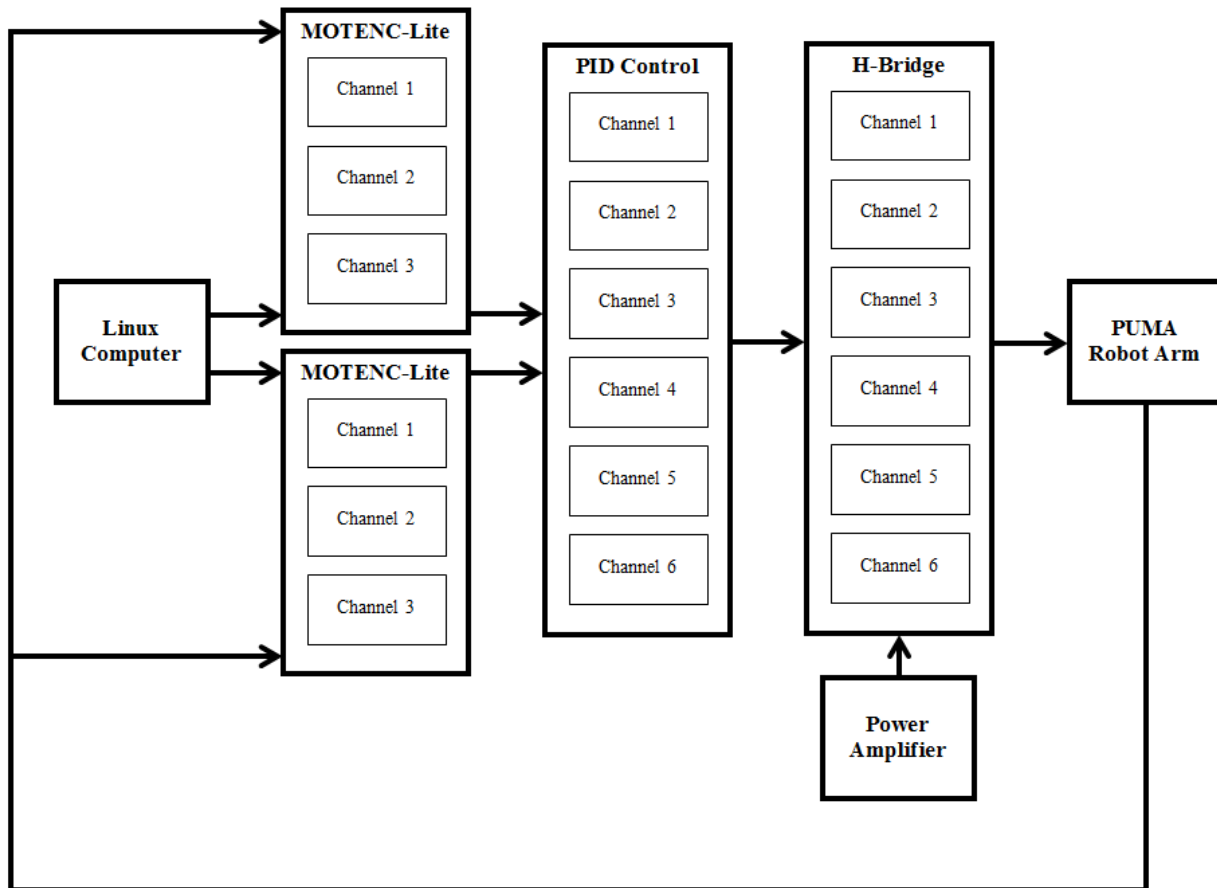 MOTENC-Lite
Channel 1
Channel 2
Channel 3
Linux
Computer
MOTENC-Lite
Channel 1
Channel 2
Channel 3
PID Control
Channel 1
Channel 2
Channel 3
Channel 4
Channel 5
Channel 6
H-Bridge
Channel 1
Channel 2
Channel 3
Channel 4
Channel 5
Channel 6
PUMA
Robot Arm
Power
Amplifier